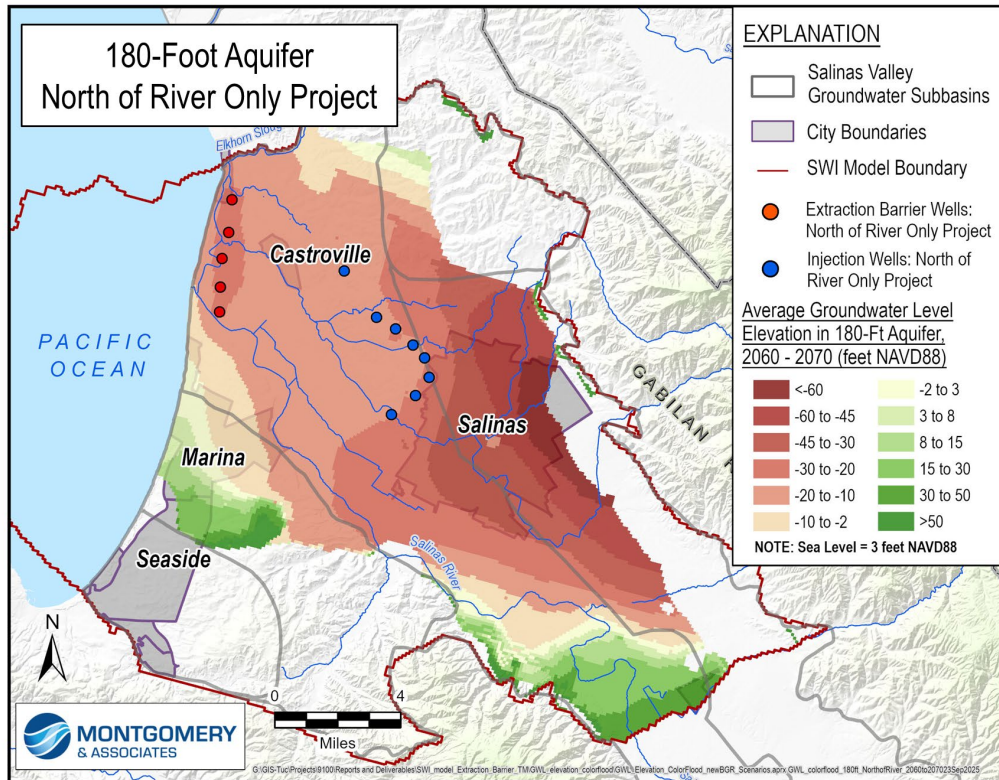 180-Foot Aquifer
North of River Only Project
EXPLANATION
Salinas Valley
Groundwater Subbasins
City Boundaries
SWI Model Boundary
Extraction Barrier Wells:
North of River Only Project
Injection Wells: North of
River Only Project
Average Groundwater Level
Elevation in 180-Ft Aquifer,
2060 - 2070 (feet NAVD88)
<-60
-60 to -45
-45 to -30
-30 to -20
-20 to -10
-10 to -2
-2 to 3
3 to 8
8 to 15
15 to 30
30 to 50
>50
NOTE: Sea Level = 3 feet NAVD88
Elkhorn Sloug
Castroville
PACIFIC
OCEAN
GABILAN
Salinas
Marina
Seaside
Salinas River
N
0 4
Miles
MONTGOMERY
& ASSOCIATES